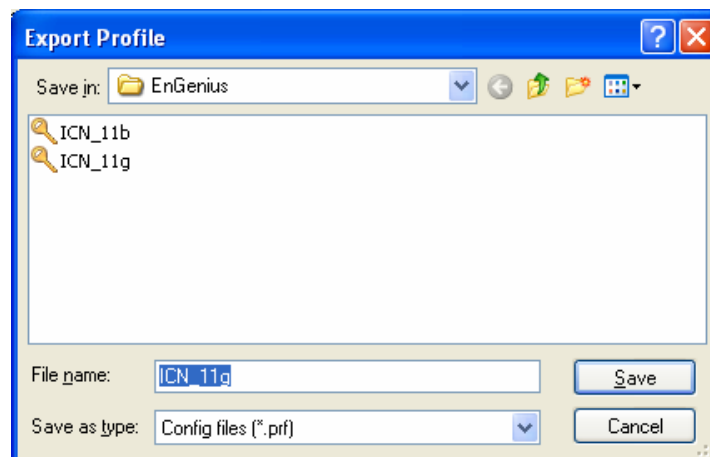 Export Profile
Save in: EnGenius
ICN_11b
ICN_11g
File name: ICN_11g Save
Save as type: Config files (*.prf) Cancel